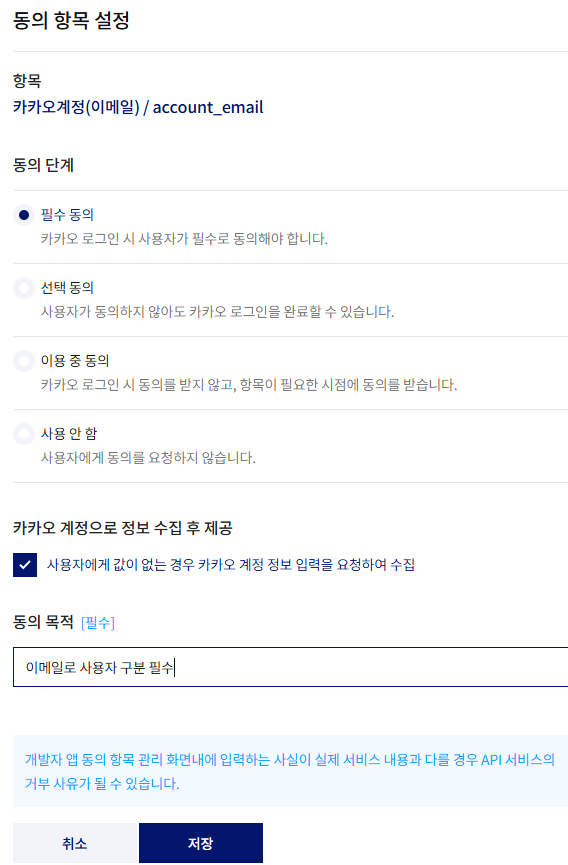 동의 항목 설정
항목
카카오계정(이메일) / account_email
동의 단계
필수 동의
카카오 로그인 시 사용자가 필수로 동의해야 합니다.
선택 동의
사용자가 동의하지 않아도 카카오 로그인을 완료할 수 있습니다.
이용 중 동의
카카오 로그인 시 동의를 받지 않고, 항목이 필요한 시점에 동의를 받습니다.
사용 안 함
사용자에게 동의를 요청하지 않습니다.
카카오 계정으로 정보 수집 후 제공
사용자에게 값이 없는 경우 카카오 계정 정보 입력을 요청하여 수집
동의 목적 [필수]
이메일로 사용자 구분 필수
개발자 앱 동의 항목 관리 화면내에 입력하는 사실이 실제 서비스 내용과 다를 경우 API 서비스의
거부 사유가 될 수 있습니다.
취소 저장